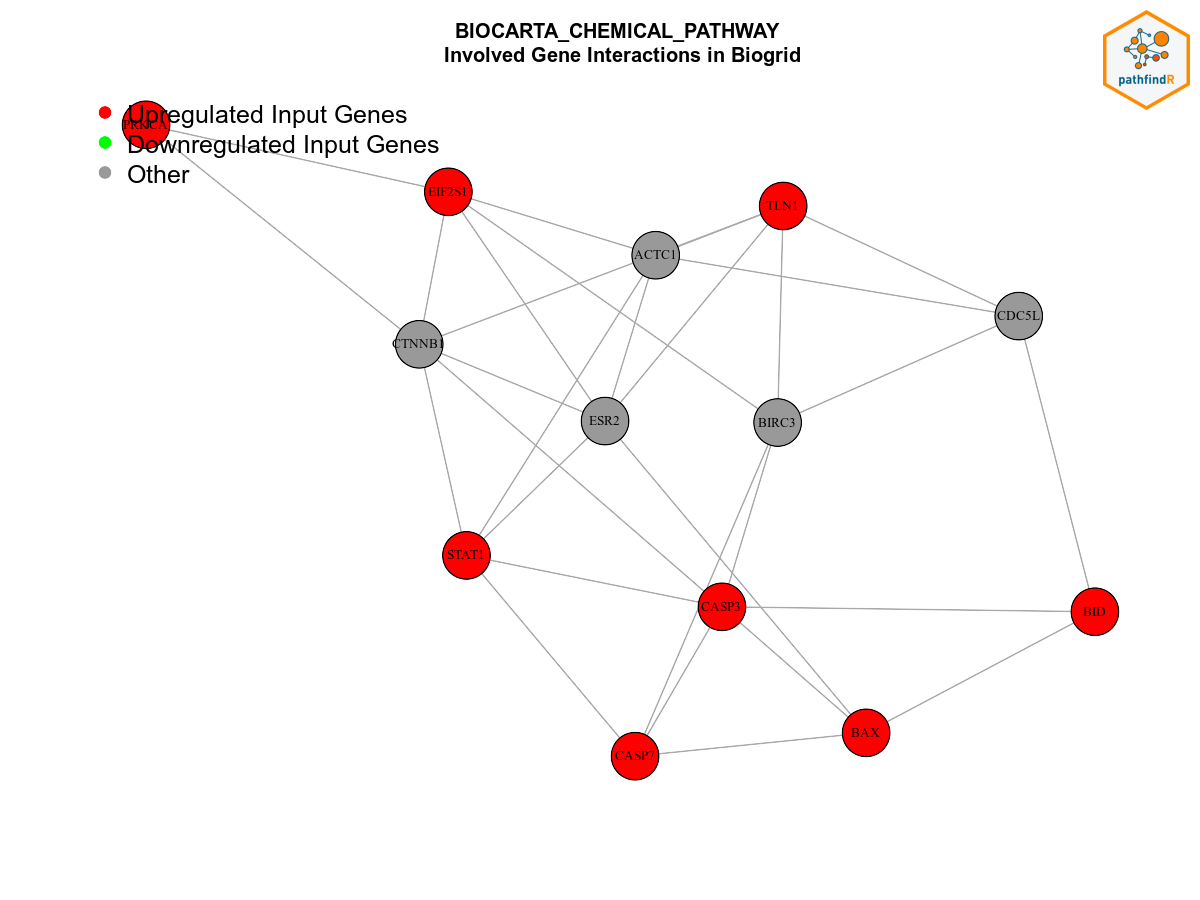 BIOCARTA_CHEMICAL_PATHWAY
Involved Gene Interactions in Biogrid
pathfindR
Upregulated Input Genes
PRKCA
Downregulated Input Genes
Other
EIF2S1
TLN1
ACTC1
CDC5L
CTNNB1
ESR2
BIRC3
STAT1
CASP3
BID
BAX
CASP7